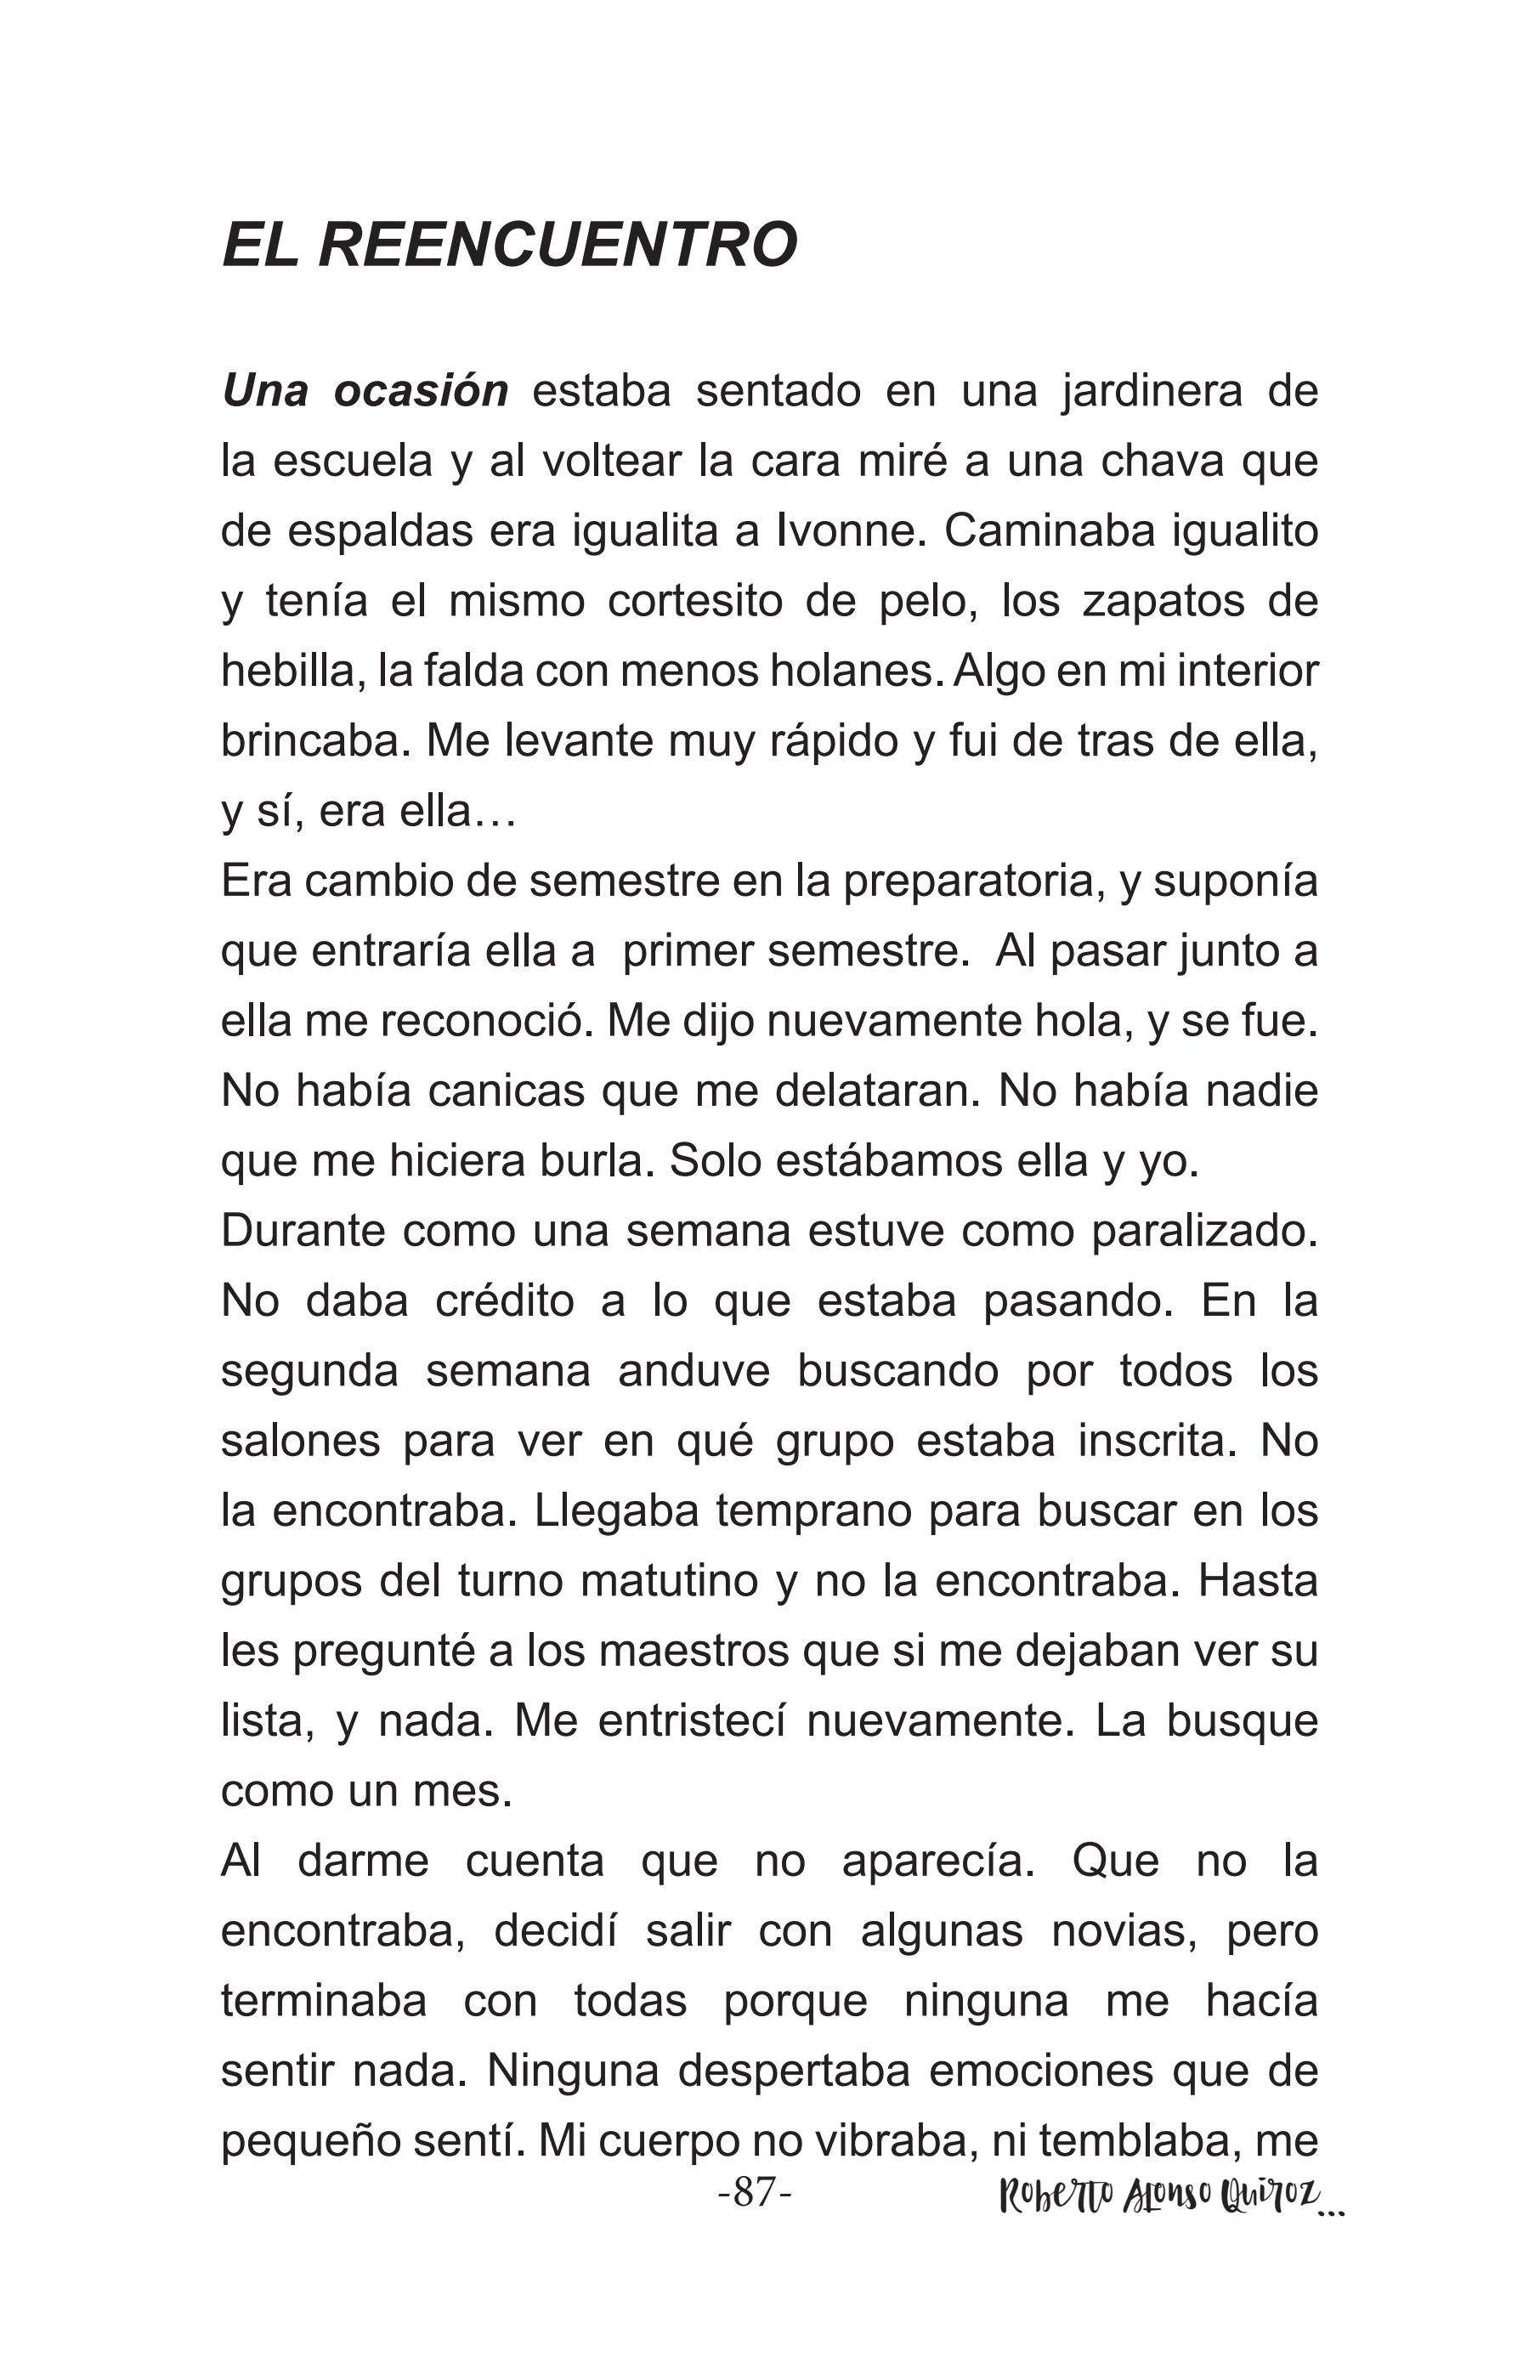 EL REENCUENTRO
Una ocasión estaba sentado en una jardinera de
la escuela y al voltear la cara miré a una chava que
de espaldas era igualita a Ivonne. Caminaba igualito
y tenía el mismo cortesito de pelo, los zapatos de
hebilla, la falda con menos holanes. Algo en mi interior
brincaba. Me levante muy rápido y fui de tras de ella,
y sí, era ella…
Era cambio de semestre en la preparatoria, y suponía
que entraría ella a  primer semestre.  Al pasar junto a
ella me reconoció. Me dijo nuevamente hola, y se fue.
No había canicas que me delataran. No había nadie
que me hiciera burla. Solo estábamos ella y yo.
Durante como una semana estuve como paralizado.
No daba crédito a lo que estaba pasando. En la
segunda semana anduve buscando por todos los
salones para ver en qué grupo estaba inscrita. No
la encontraba. Llegaba temprano para buscar en los
grupos del turno matutino y no la encontraba. Hasta
les pregunté a los maestros que si me dejaban ver su
lista, y nada. Me entristecí nuevamente. La busque
como un mes.
Al darme cuenta que no aparecía. Que no la
encontraba, decidí salir con algunas novias, pero
terminaba con todas porque ninguna me hacía
sentir nada. Ninguna despertaba emociones que de
pequeño sentí. Mi cuerpo no vibraba, ni temblaba, me
-87-
Roberto Alonso Quiroz...